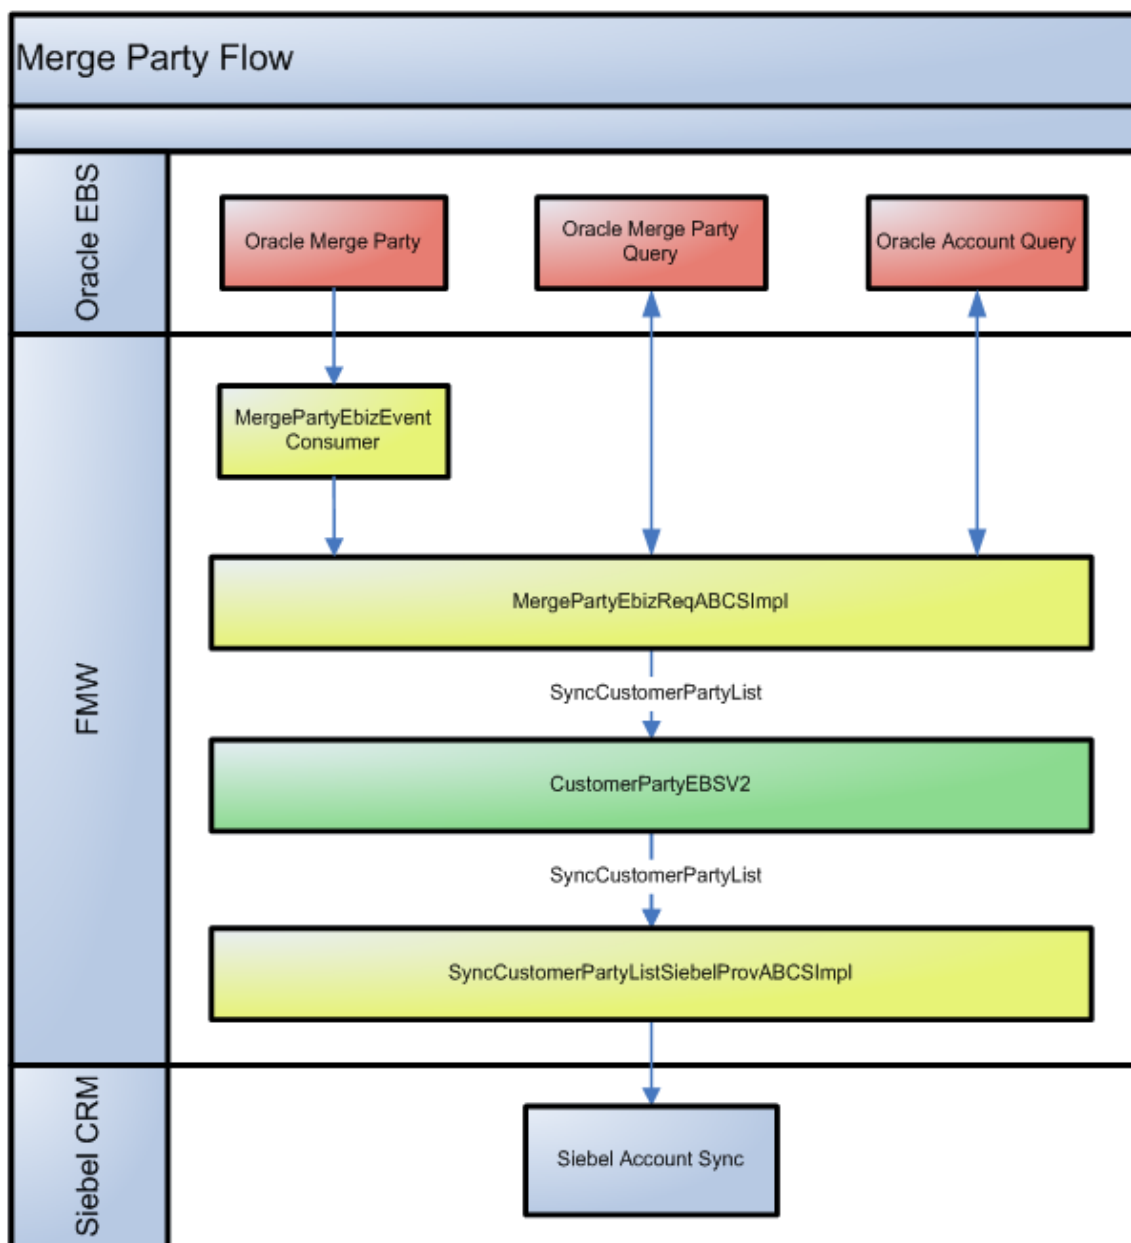 Merge Party Flow
Oracle EBS
Oracle Merge Party
Oracle Merge Party
Query
Oracle Account Query
FMW
MergePartyEbizEvent
Consumer
MergePartyEbizReqABCSImpl
SyncCustomerPartyList
CustomerPartyEBSV2
SyncCustomerPartyList
SyncCustomerPartyListSiebelProvABCSImpl
Siebel CRM
Siebel Account Sync